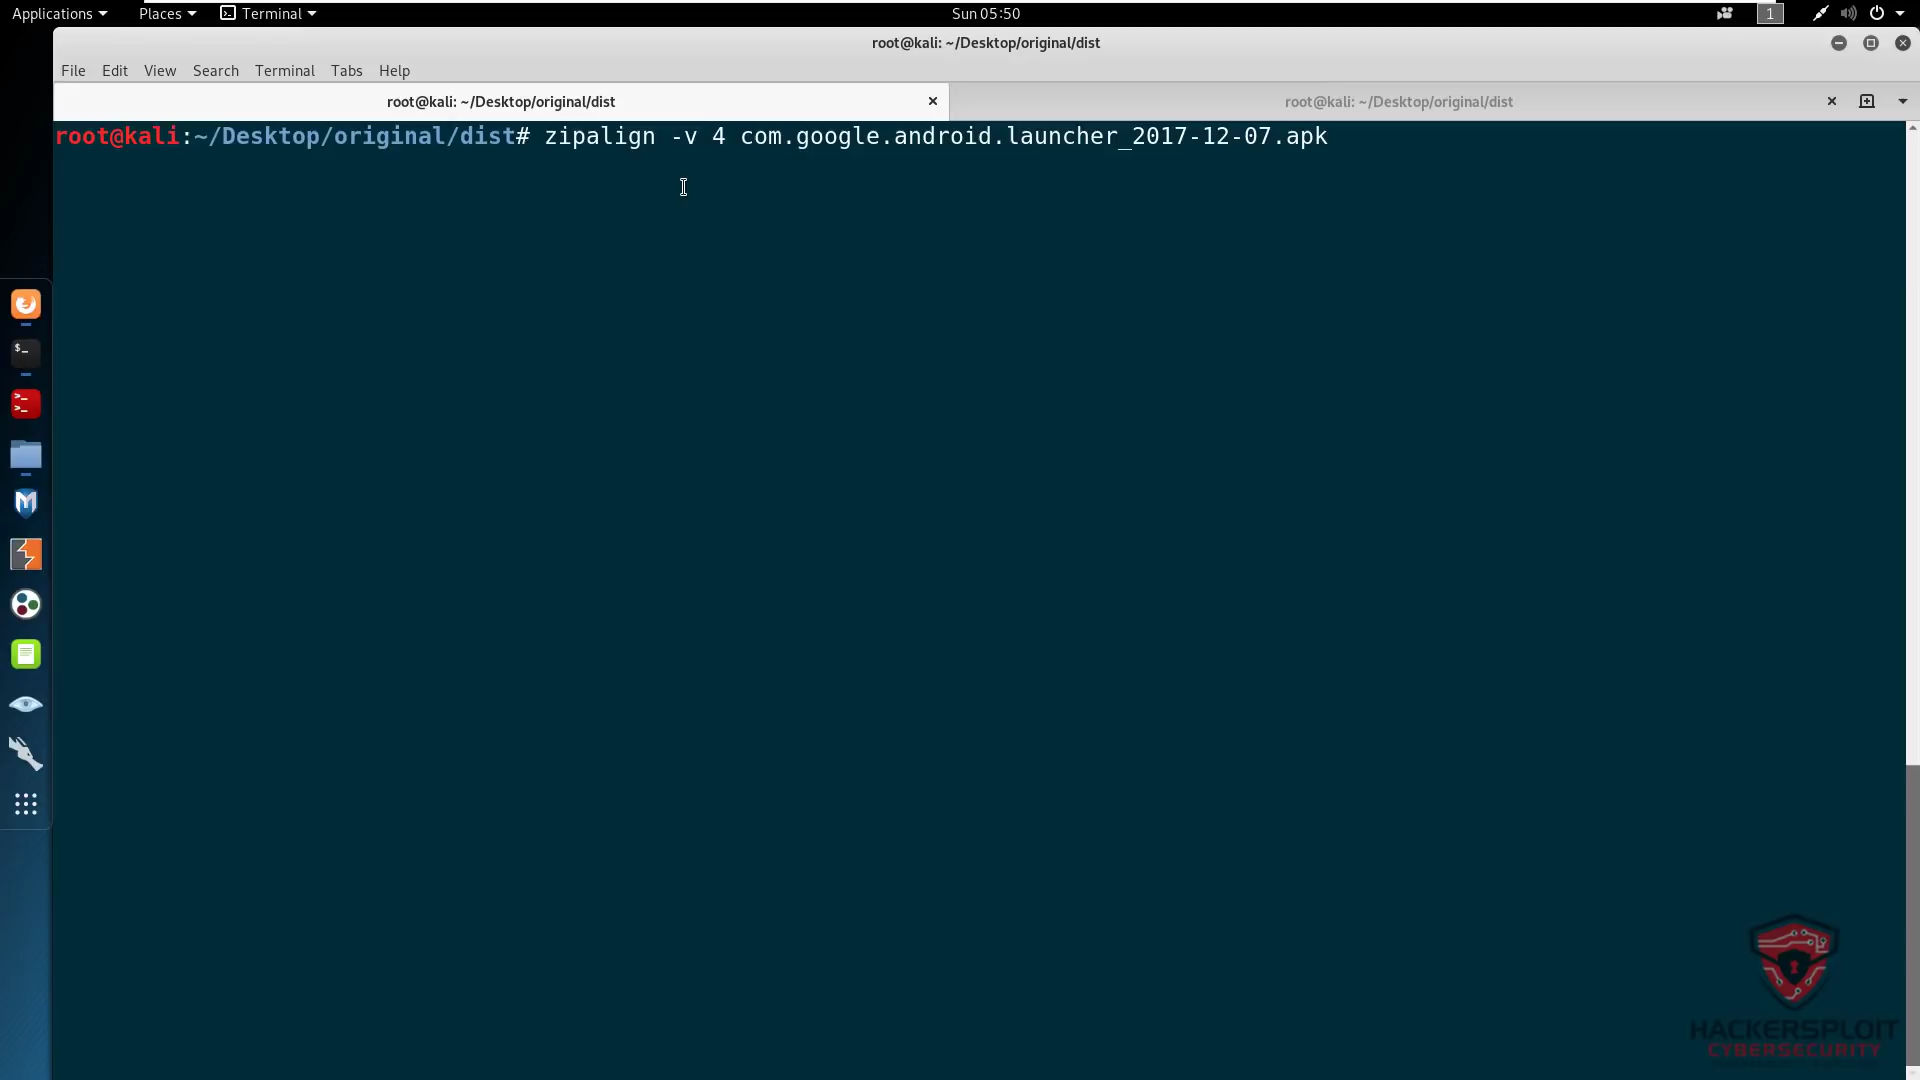 Applications Places Terminal Sun 05:50 1
root@kali: ~/Desktop/original/dist
File Edit View Search Terminal Tabs Help
root@kali: ~/Desktop/original/dist root@kali: ~/Desktop/original/dist
root@kali:~/Desktop/original/dist# zipalign -v 4 com.google.android.launcher_2017-12-07.apk
HACKERSPLOIT
CYBERSECURITY